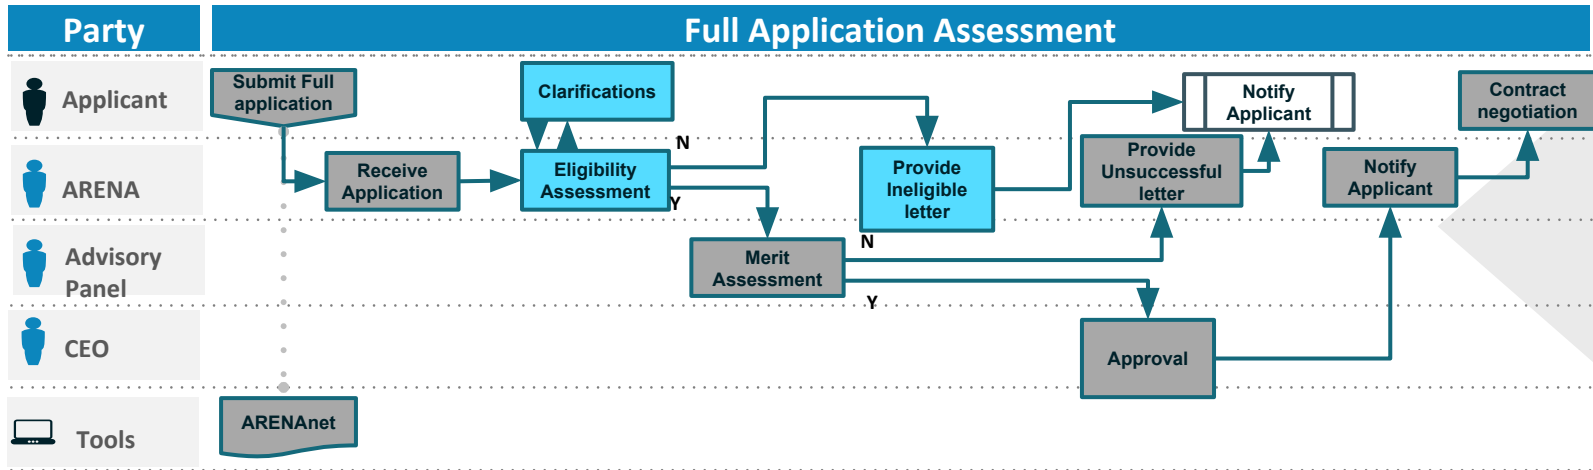 Party
Full Application Assessment
Applicant
Submit Full
application
Clarifications
Notify
Applicant
Contract
negotiation
N
ARENA
Receive
Application
Eligibility
Assessment
Y
Provide
Ineligible
letter
Provide
Unsuccessful
letter
Notify
Applicant
Advisory
Panel
Merit
Assessment
N
Y
CEO
Approval
Tools
ARENAnet